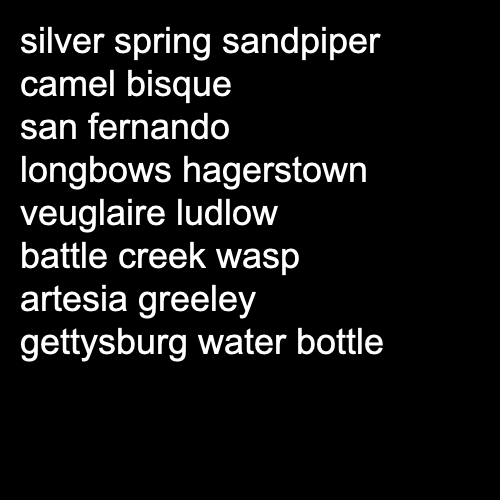 silver spring sandpiper
camel bisque
san fernando
longbows hagerstown
veuglaire ludlow
battle creek wasp
artesia greeley
gettysburg water bottle